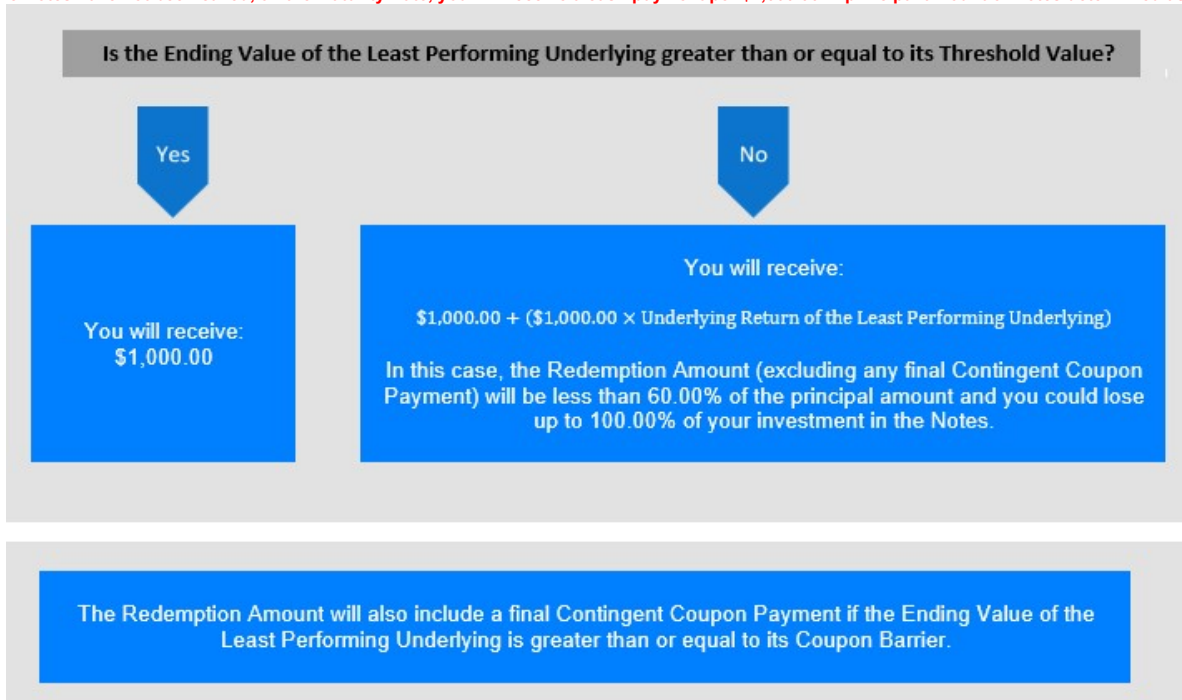 Is the Ending Value of the Least Performing Underlying greater than or equal to its Threshold Value?
Yes
No
You will receive:
$1,000.00
You will receive:
$1,000.00 + ($1,000.00 × Underlying Return of the Least Performing Underlying)
In this case, the Redemption Amount (excluding any final Contingent Coupon
Payment) will be less than 60.00% of the principal amount and you could lose
up to 100.00% of your investment in the Notes.
The Redemption Amount will also include a final Contingent Coupon Payment if the Ending Value of the
Least Performing Underlying is greater than or equal to its Coupon Barrier.